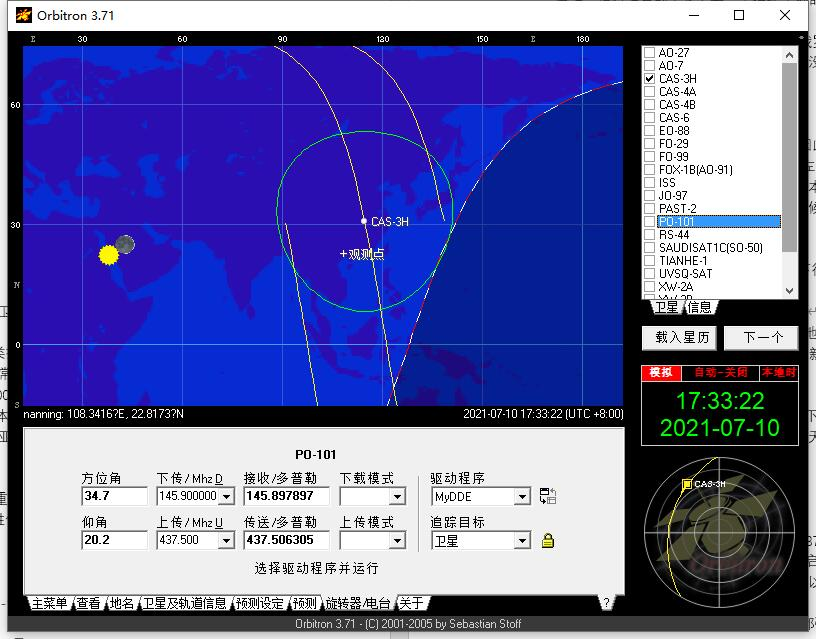 Orbitron 3.71
E 30 60 90 120 150 E 180
60
30
N
0
S
CAS-3H
+观测点
nanning: 108.3416?E, 22.8173?N 2021-07-10 17:33:22 (UTC +8:00)
AO-27
AO-7
CAS-3H
CAS-4A
CAS-4B
CAS-6
EO-88
FO-29
FO-99
FOX-1B(AO-91)
ISS
JO-97
PAST-2
PO-101
RS-44
SAUDISAT1C(SO-50)
TIANHE-1
UVSQ-SAT
XW-2A
XW-2B
卫星 信息
载入星历 下一个
模拟 自动-关闭 本地时
17:33:22
2021-07-10
CAS-3H
PO-101
方位角 下传/MhzD 接收/多普勒 下载模式 驱动程序
34.7 145.900000 145.897897 MyDDE
仰角 上传/MhzU 传送/多普勒 上传模式 追踪目标
20.2 437.500 437.506305 卫星
选择驱动程序并运行
主菜单 查看 地名 卫星及轨道信息 预测设定 预测 旋转器/电台 关于 ?
Orbitron 3.71 - (C) 2001-2005 by Sebastian Stoff